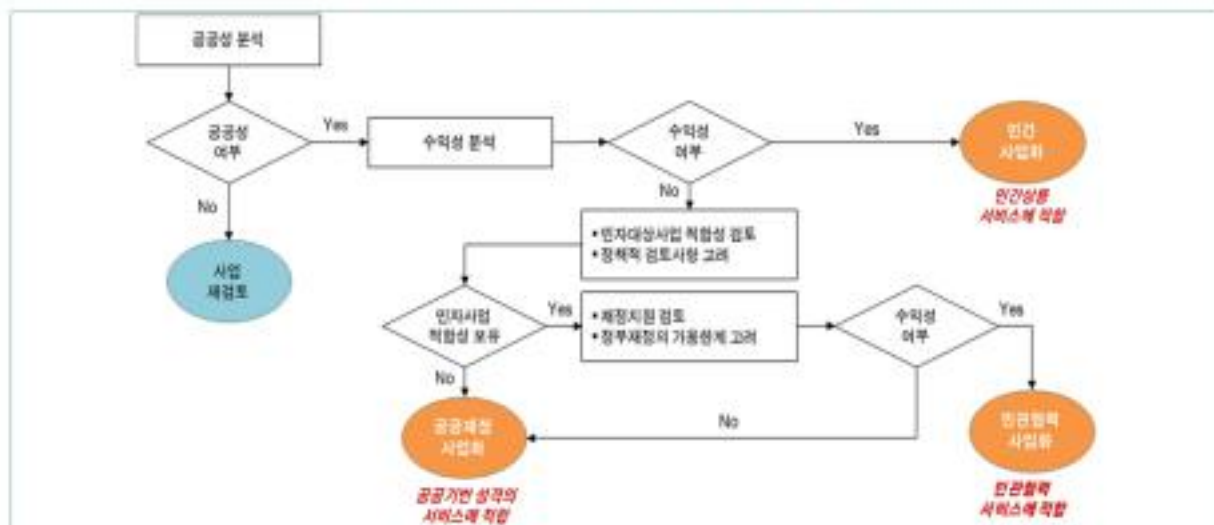 공공성 분석
공공성
여부
Yes
수익성 분석
수익성
여부
Yes
민간
사업화
민간상용
서비스에 적합
No
사업
재검토
No
• 민자대상사업 적합성 검토
• 정책적 검토사항 고려
민자사업
적합성 보유
Yes
• 재정지원 검토
• 정부재정의 가용한계 고려
수익성
여부
Yes
No
공공재정
사업화
공공기반 성격의
서비스에 적합
No
민관협력
사업화
민관협력
서비스에 적합